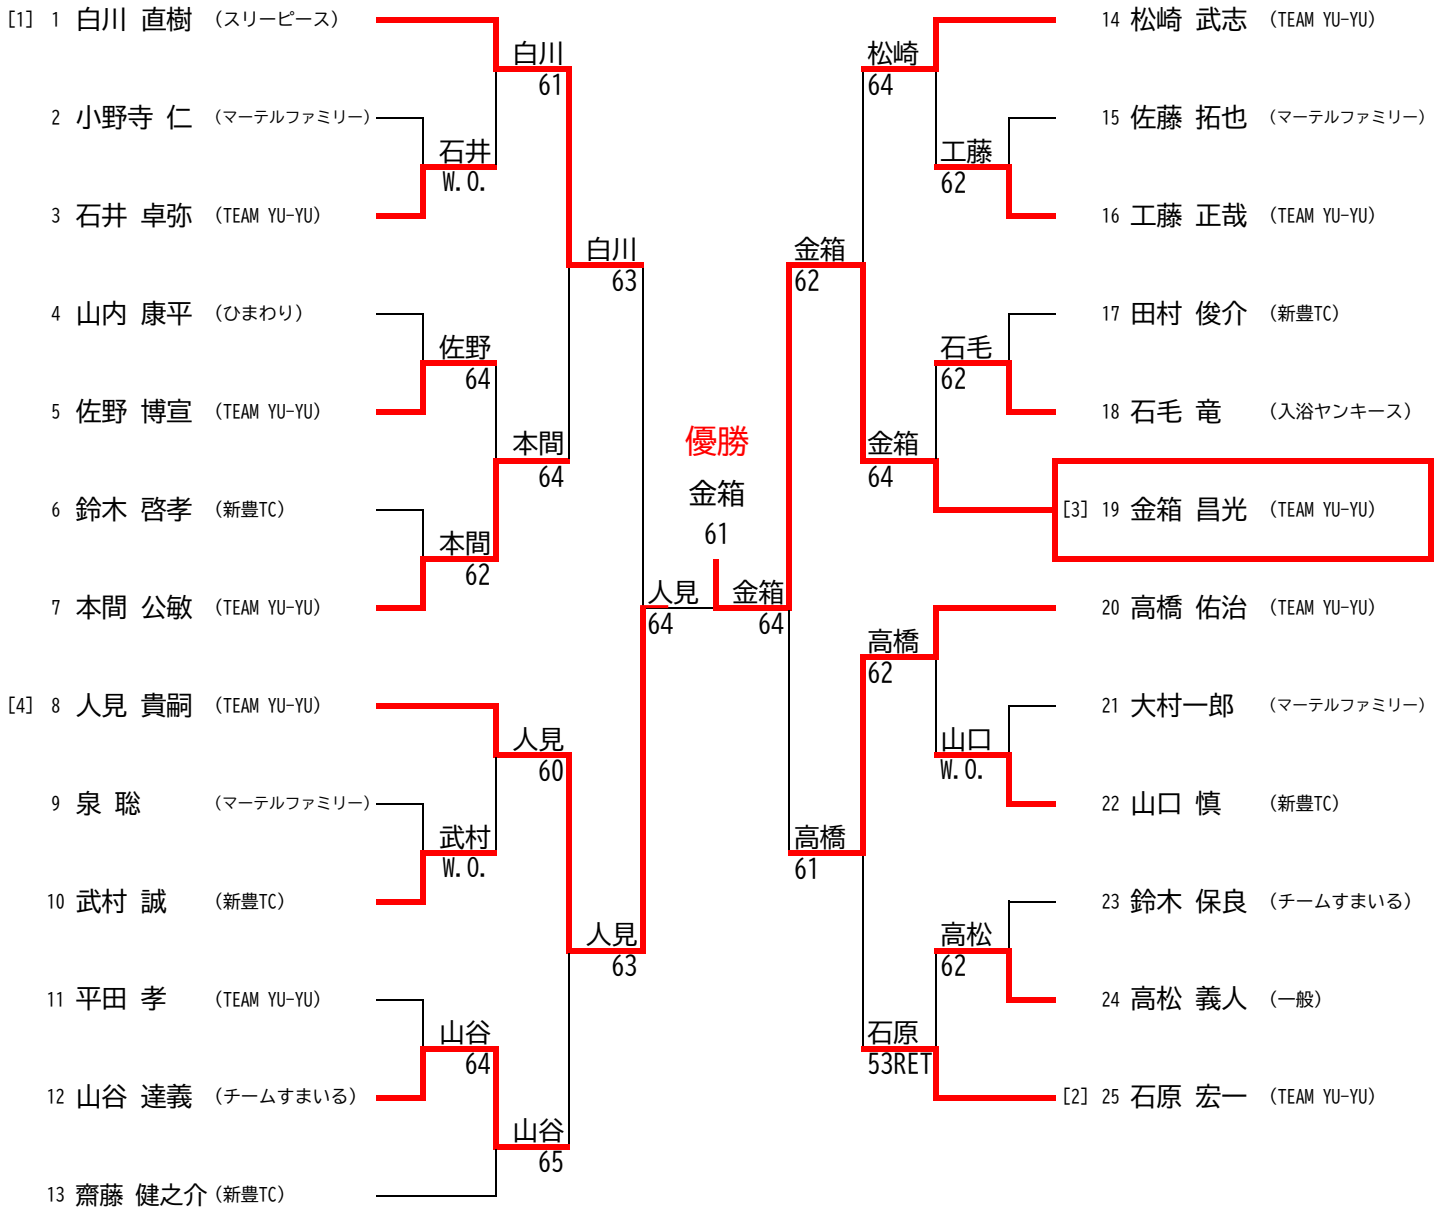 [1] 1 白川 直樹 (スリーピース)
白川
61
2 小野寺 仁 (マーテルファミリー)
石井
W.O.
3 石井 卓弥 (TEAM YU-YU)
白川
63
4 山内 康平 (ひまわり)
佐野
64
5 佐野 博宣 (TEAM YU-YU)
本間
64
6 鈴木 啓孝 (新豊TC)
本間
62
7 本間 公敏 (TEAM YU-YU)
人見
64
[4] 8 人見 貴嗣 (TEAM YU-YU)
人見
60
9 泉 聡 (マーテルファミリー)
武村
W.O.
10 武村 誠 (新豊TC)
人見
63
11 平田 孝 (TEAM YU-YU)
山谷
64
12 山谷 達義 (チームすまいる)
山谷
65
13 齋藤 健之介 (新豊TC)
優勝
金箱
61
金箱
64
14 松崎 武志 (TEAM YU-YU)
松崎
64
15 佐藤 拓也 (マーテルファミリー)
工藤
62
16 工藤 正哉 (TEAM YU-YU)
金箱
62
17 田村 俊介 (新豊TC)
石毛
62
18 石毛 竜 (入浴ヤンキース)
金箱
64
[3] 19 金箱 昌光 (TEAM YU-YU)
20 高橋 佑治 (TEAM YU-YU)
高橋
62
21 大村一郎 (マーテルファミリー)
山口
W.O.
22 山口 慎 (新豊TC)
高橋
61
23 鈴木 保良 (チームすまいる)
高松
62
24 高松 義人 (一般)
石原
53RET
[2] 25 石原 宏一 (TEAM YU-YU)